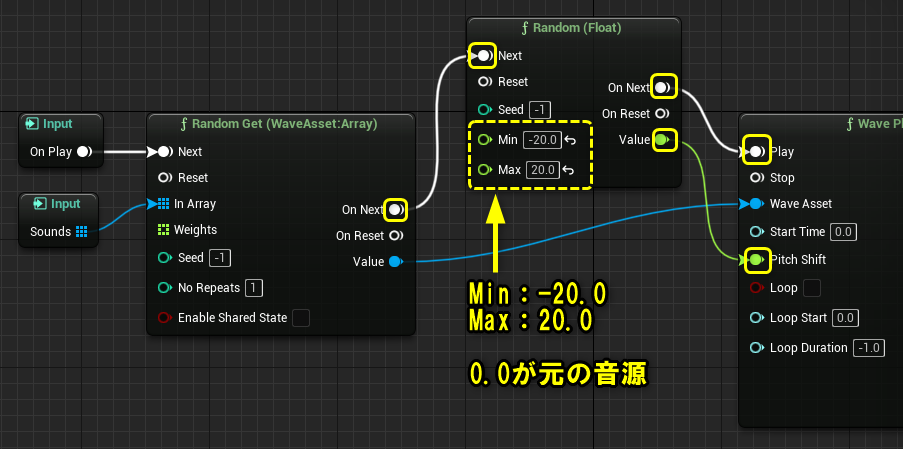 Input
On Play
Input
Sounds
ƒ Random Get (WaveAsset:Array)
Next
Reset
In Array
Weights
Seed -1
No Repeats 1
Enable Shared State
On Next
On Reset
Value
ƒ Random (Float)
Next
Reset
Seed -1
Min -20.0
Max 20.0
On Next
On Reset
Value
Min：-20.0
Max：20.0
0.0が元の音源
ƒ Wave
Play
Stop
Wave Asset
Start Time 0.0
Pitch Shift
Loop
Loop Start 0.0
Loop Duration -1.0